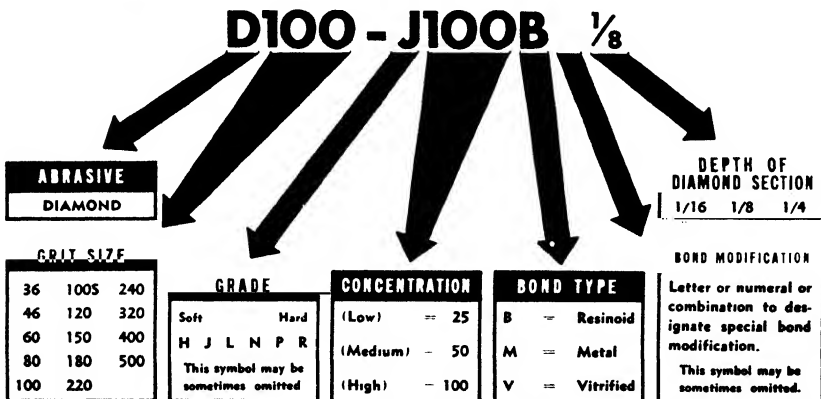 D100 - J100B 1/8
ABRASIVE
DIAMOND
GRIT SIZE
36 100S 240
46 120 320
60 150 400
80 180 500
100 220
GRADE
Soft Hard
H J L N P R
This symbol may be
sometimes omitted
CONCENTRATION
(Low) = 25
(Medium) - 50
(High) - 100
BOND TYPE
B = Resinoid
M = Metal
V = Vitrified
DEPTH OF
DIAMOND SECTION
1/16 1/8 1/4
BOND MODIFICATION
Letter or numeral or
combination to des-
ignate special bond
modification.
This symbol may be
sometimes omitted.